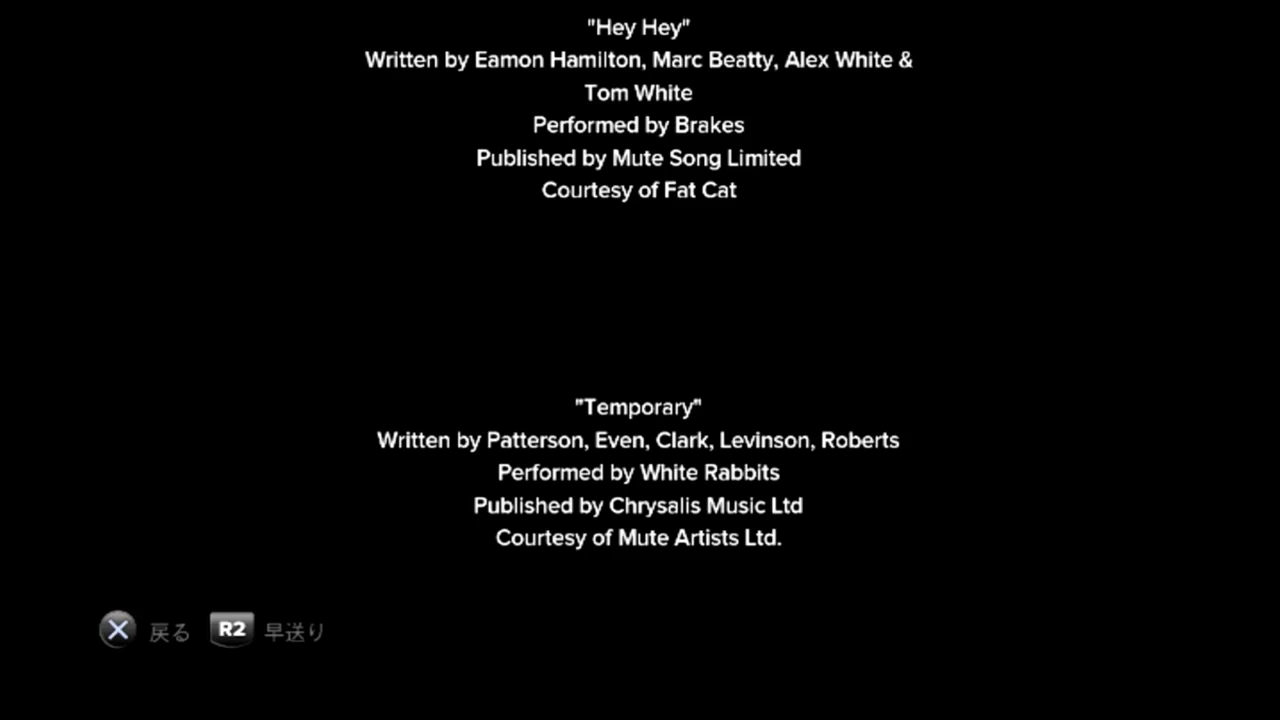 "Hey Hey"
Written by Eamon Hamilton, Marc Beatty, Alex White &
Tom White
Performed by Brakes
Published by Mute Song Limited
Courtesy of Fat Cat
"Temporary"
Written by Patterson, Even, Clark, Levinson, Roberts
Performed by White Rabbits
Published by Chrysalis Music Ltd
Courtesy of Mute Artists Ltd.
戻る R2 早送り